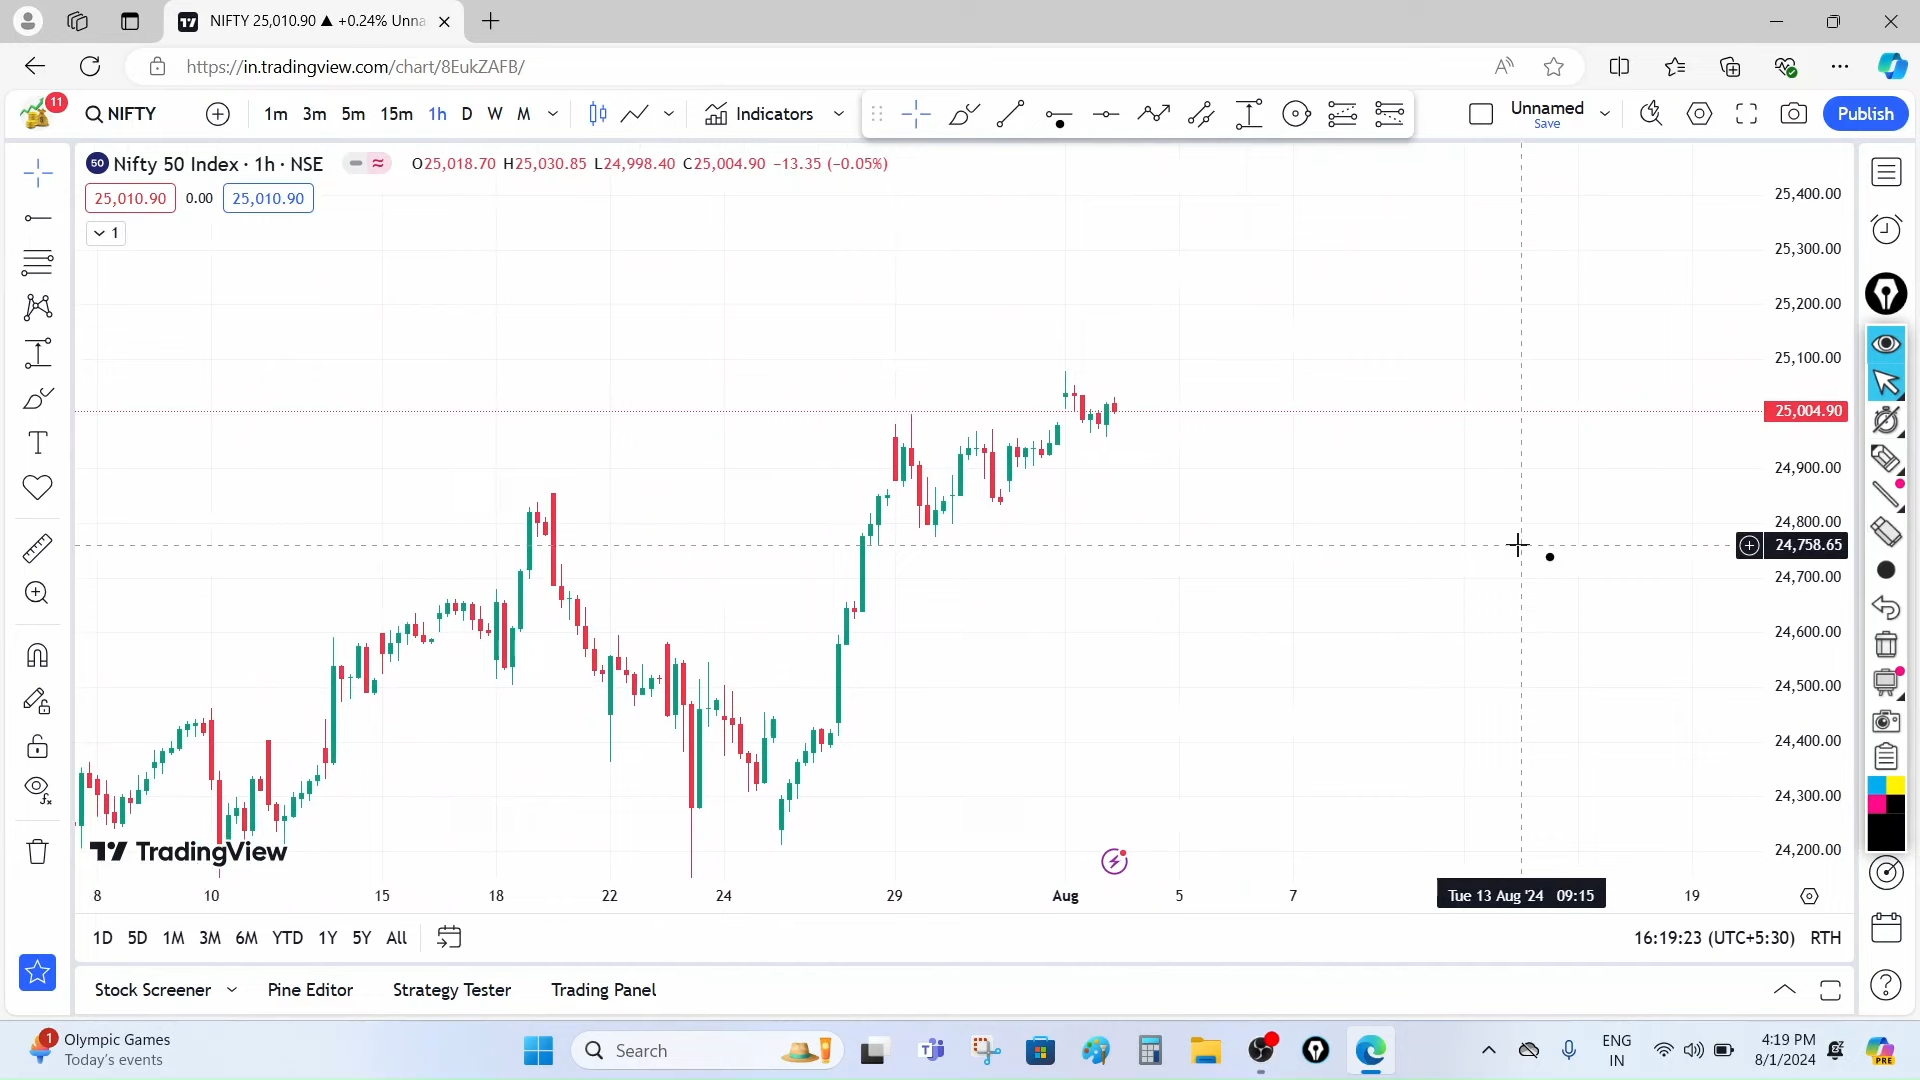 NIFTY 25,010.90 ▲ +0.24% Unna
https://in.tradingview.com/chart/8EukZAFB/
11
NIFTY
1m 3m 5m 15m 1h D W M
Indicators
Unnamed
Save
Publish
50 Nifty 50 Index · 1h · NSE
O25,018.70 H25,030.85 L24,998.40 C25,004.90 −13.35 (−0.05%)
25,010.90 0.00 25,010.90
1
25,400.00
25,300.00
25,200.00
25,100.00
25,004.90
24,900.00
24,800.00
24,758.65
24,700.00
24,600.00
24,500.00
24,400.00
24,300.00
24,200.00
TradingView
8 10 15 18 22 24 29 Aug 5 7 Tue 13 Aug '24 09:15 19
1D 5D 1M 3M 6M YTD 1Y 5Y All
16:19:23 (UTC+5:30) RTH
Stock Screener Pine Editor Strategy Tester Trading Panel
1
Olympic Games
Today's events
Search
ENG
IN
4:19 PM
8/1/2024
PRE